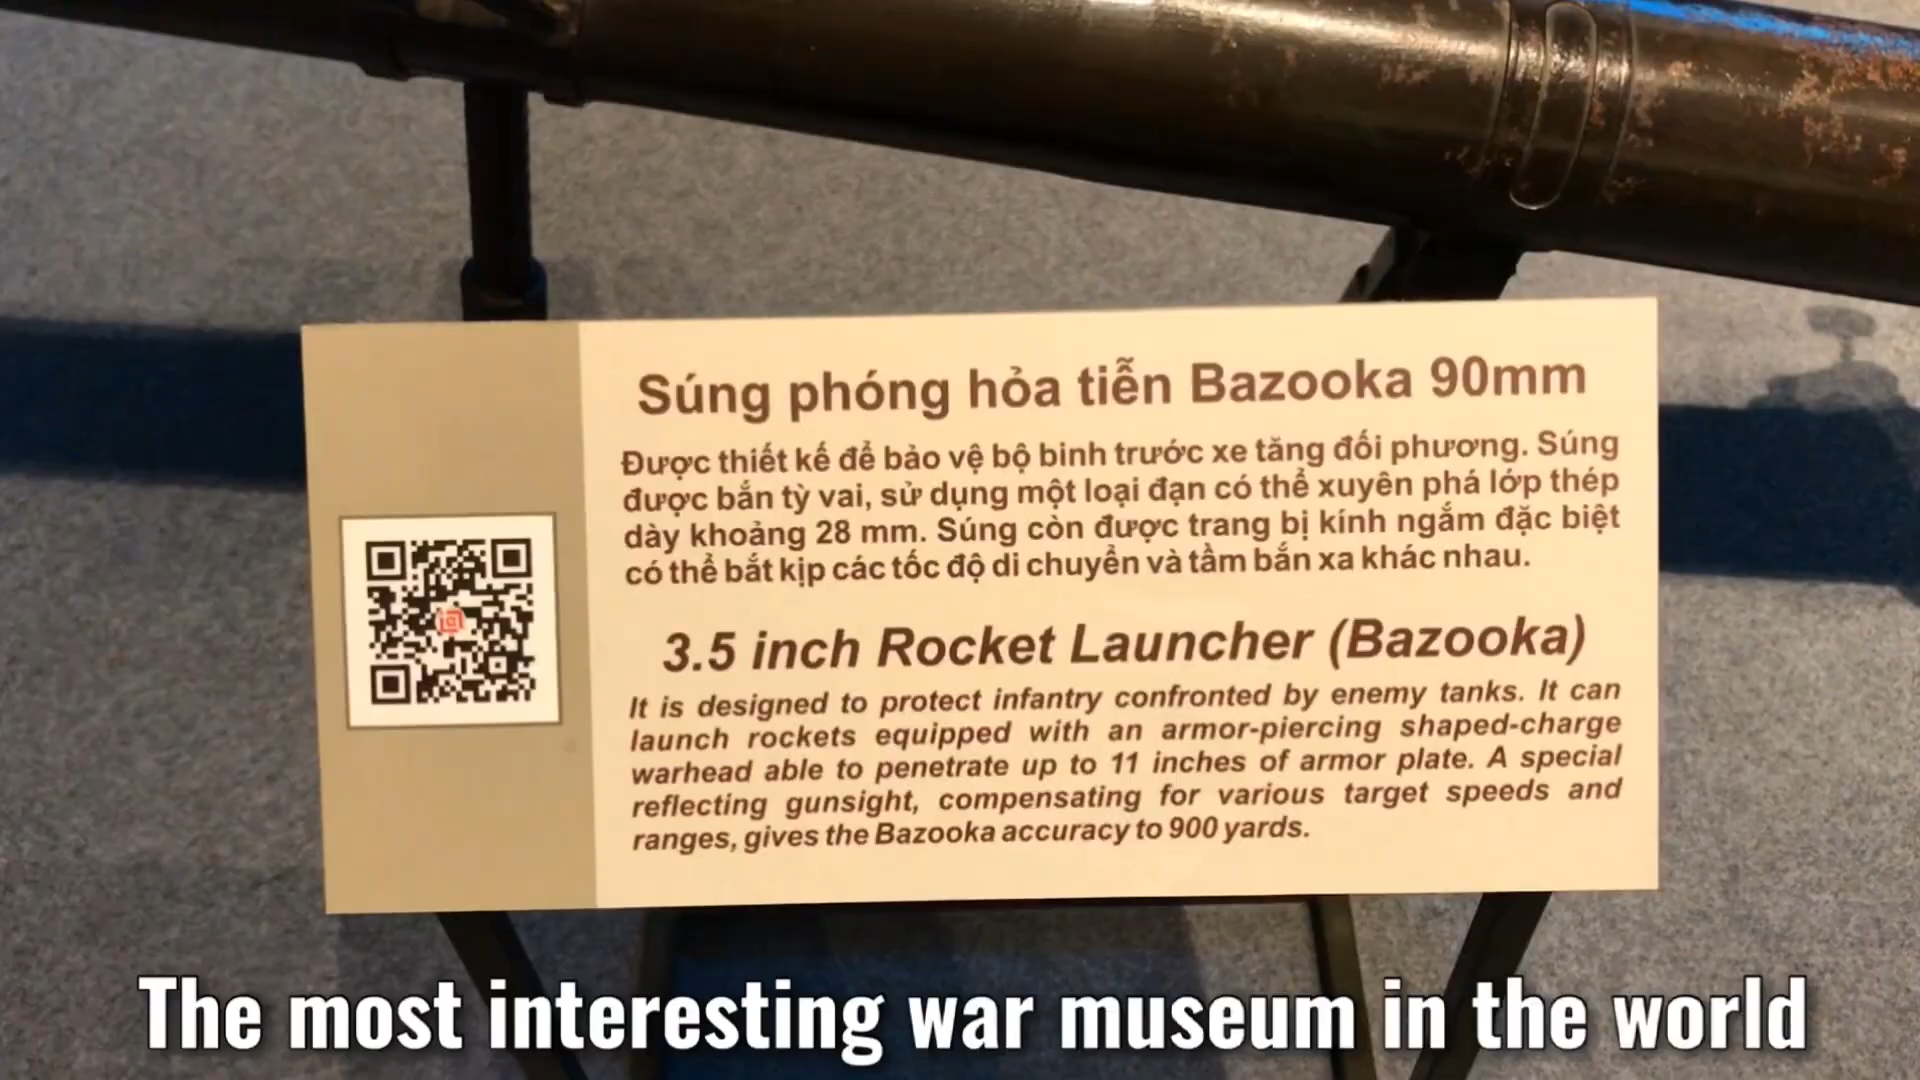 Súng phóng hỏa tiễn Bazooka 90mm
Được thiết kế để bảo vệ bộ binh trước xe tăng đối phương. Súng
được bắn tỳ vai, sử dụng một loại đạn có thể xuyên phá lớp thép
dày khoảng 28 mm. Súng còn được trang bị kính ngắm đặc biệt
có thể bắt kịp các tốc độ di chuyển và tầm bắn xa khác nhau.
3.5 inch Rocket Launcher (Bazooka)
It is designed to protect infantry confronted by enemy tanks. It can
launch rockets equipped with an armor-piercing shaped-charge
warhead able to penetrate up to 11 inches of armor plate. A special
reflecting gunsight, compensating for various target speeds and
ranges, gives the Bazooka accuracy to 900 yards.
The most interesting war museum in the world